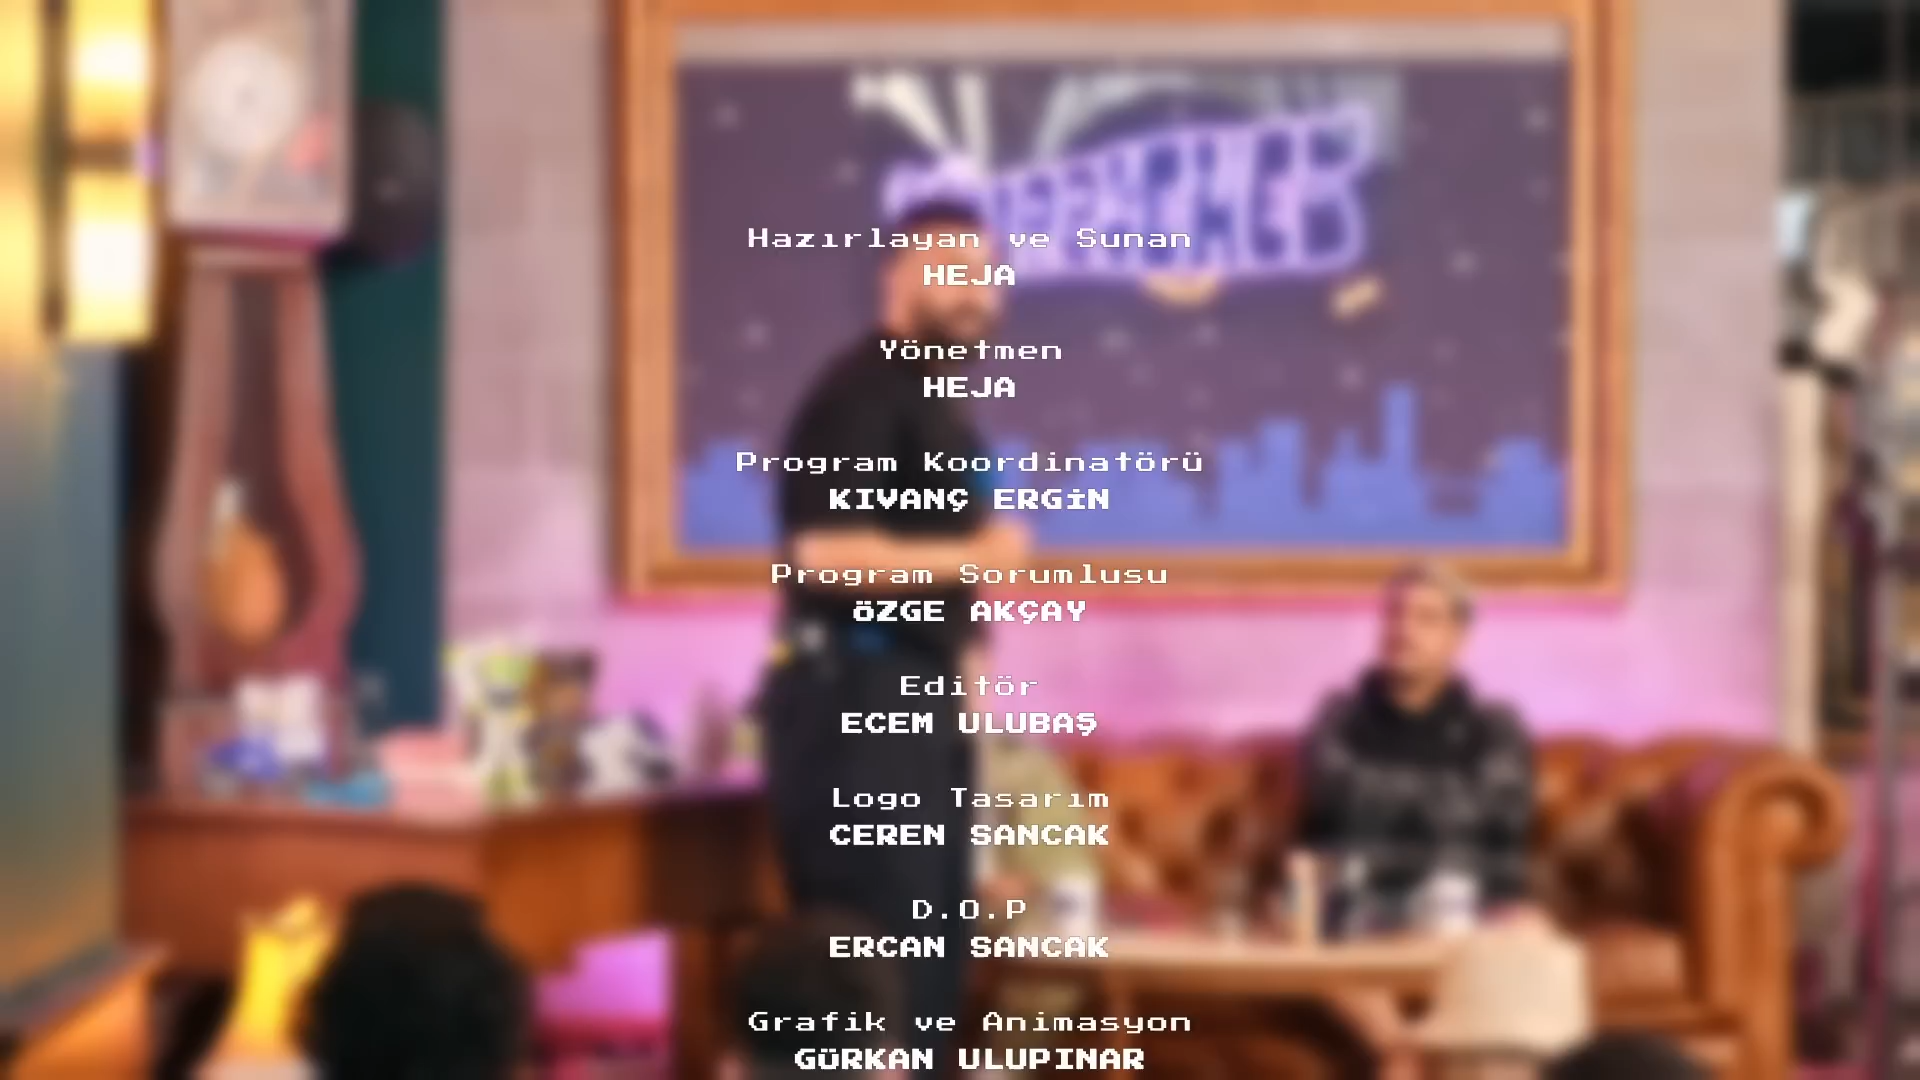 Hazırlayan ve Sunan
HEJA
Yönetmen
HEJA
Program Koordinatörü
KIVANÇ ERGİN
Program Sorumlusu
ÖZGE AKÇAY
Editör
ECEM ULUBAŞ
Logo Tasarım
CEREN SANCAK
D.O.P
ERCAN SANCAK
Grafik ve Animasyon
GÜRKAN ULUPINAR